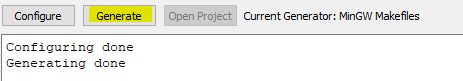 Configure Generate Open Project Current Generator: MinGW Makefiles
Configuring done
Generating done